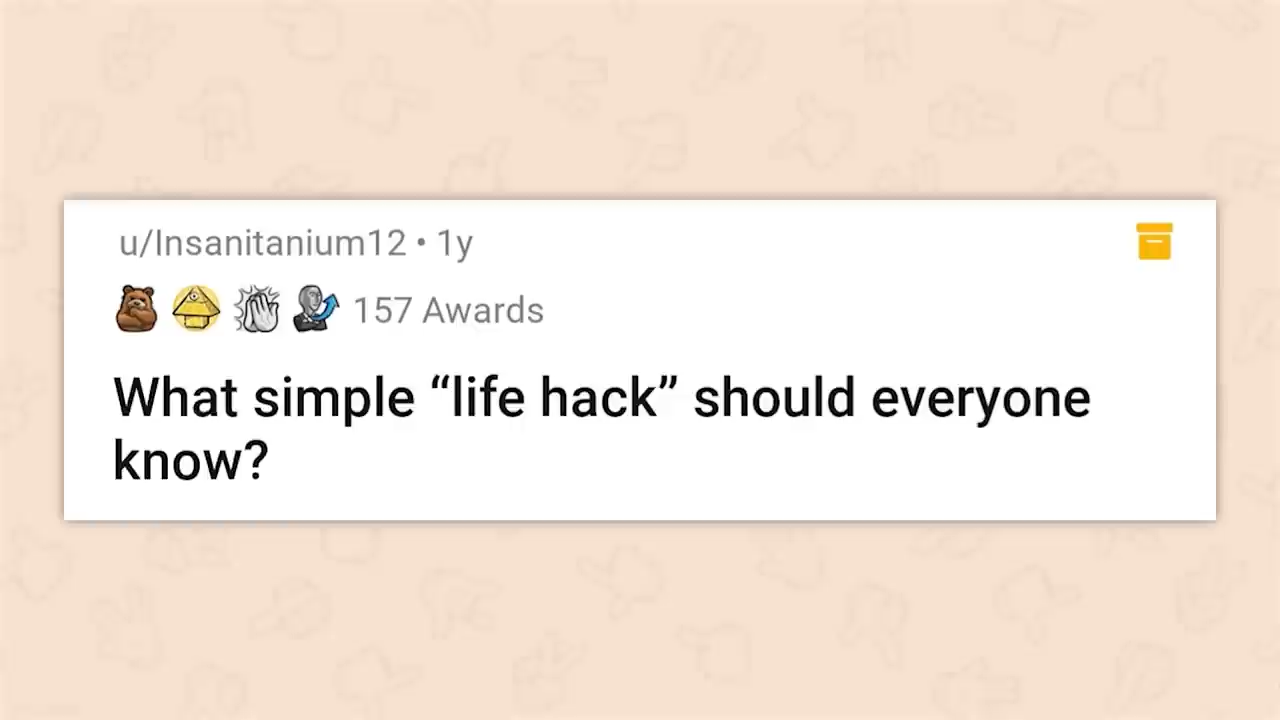 u/Insanitanium12 • 1y
157 Awards
What simple “life hack” should everyone
know?